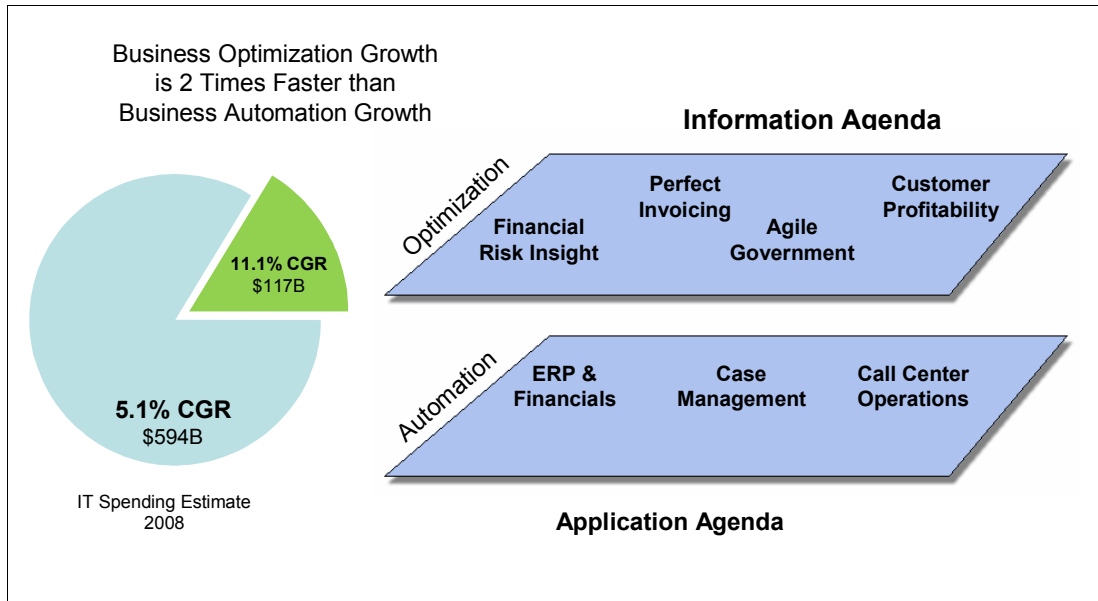 Business Optimization Growth
is 2 Times Faster than
Business Automation Growth
11.1% CGR
$117B
5.1% CGR
$594B
IT Spending Estimate
2008
Information Agenda
Optimization
Financial
Risk Insight
Perfect
Invoicing
Agile
Government
Customer
Profitability
Automation
ERP &
Financials
Case
Management
Call Center
Operations
Application Agenda